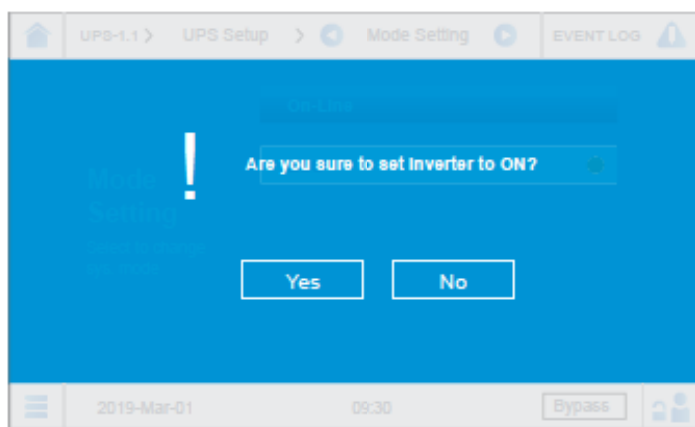 UPS-1.1 > UPS Setup > Mode Setting EVENT LOG
On-Line
Are you sure to set Inverter to ON?
Mode
Setting
Yes No
2019-Mar-01 09:30 Bypass